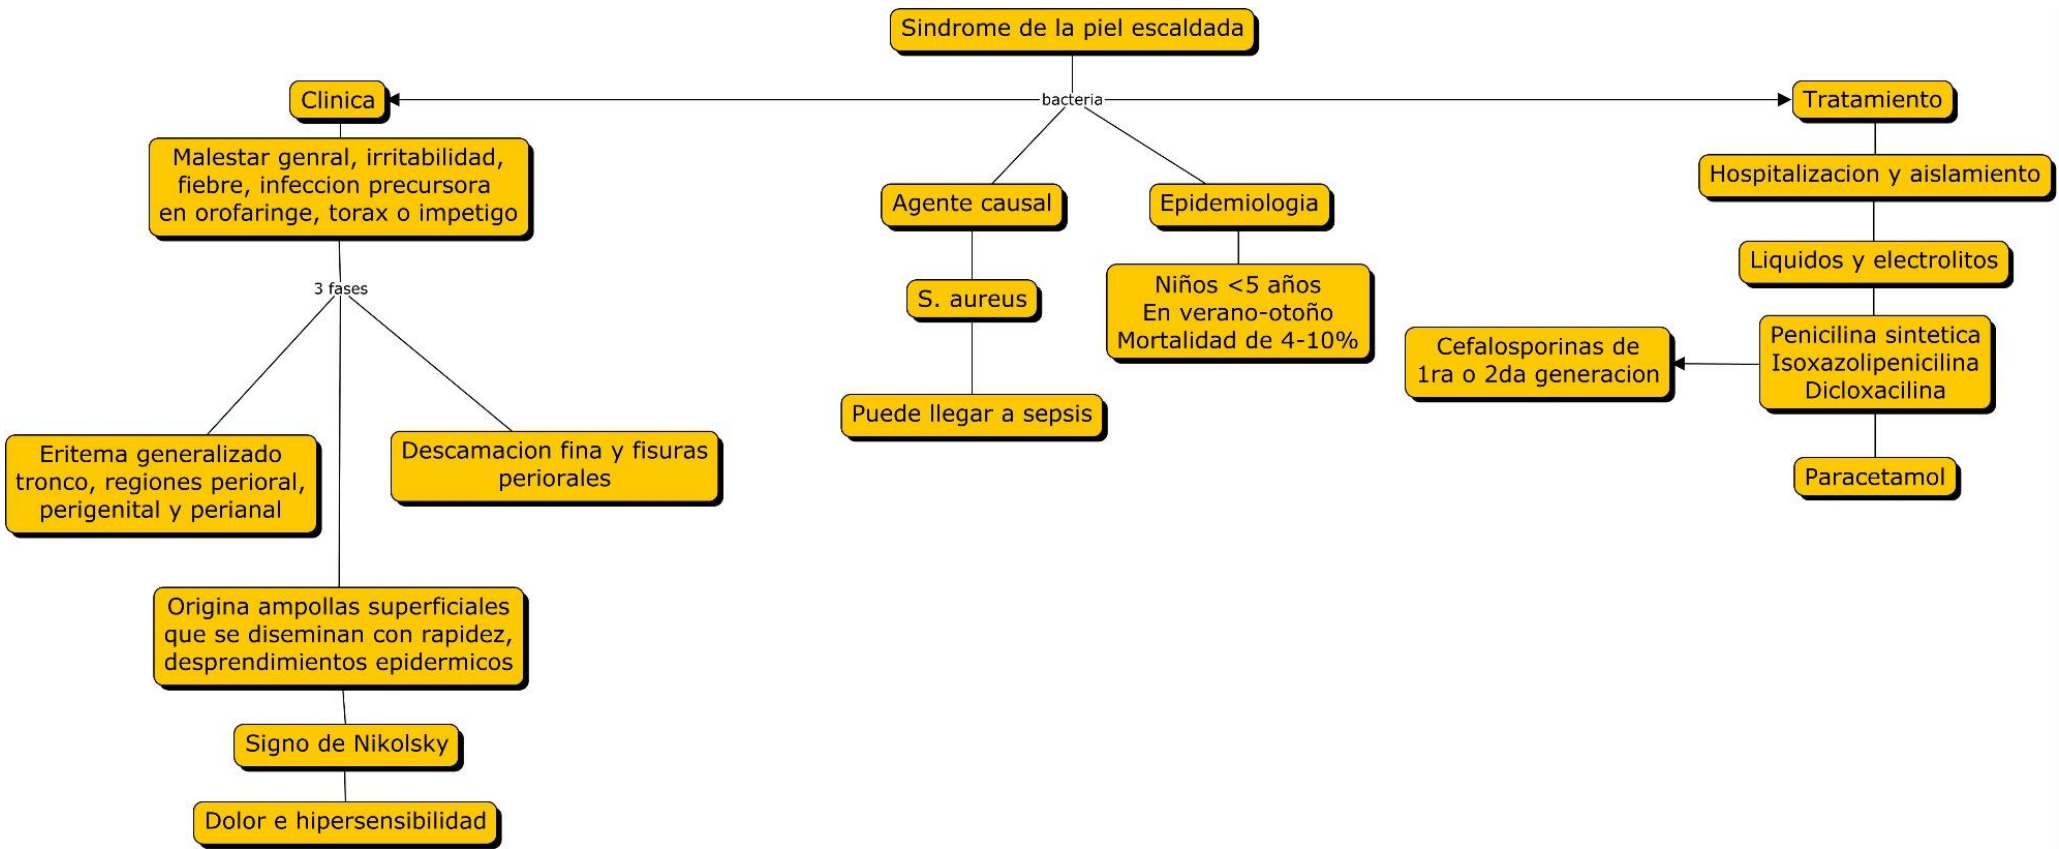 Sindrome de la piel escaldada
bacteria
Clinica
Malestar genral, irritabilidad,
fiebre, infeccion precursora
en orofaringe, torax o impetigo
3 fases
Eritema generalizado
tronco, regiones perioral,
perigenital y perianal
Origina ampollas superficiales
que se diseminan con rapidez,
desprendimientos epidermicos
Signo de Nikolsky
Dolor e hipersensibilidad
Descamacion fina y fisuras
periorales
Agente causal
S. aureus
Puede llegar a sepsis
Epidemiologia
Niños <5 años
En verano-otoño
Mortalidad de 4-10%
Tratamiento
Hospitalizacion y aislamiento
Liquidos y electrolitos
Penicilina sintetica
Isoxazolipenicilina
Dicloxacilina
Cefalosporinas de
1ra o 2da generacion
Paracetamol